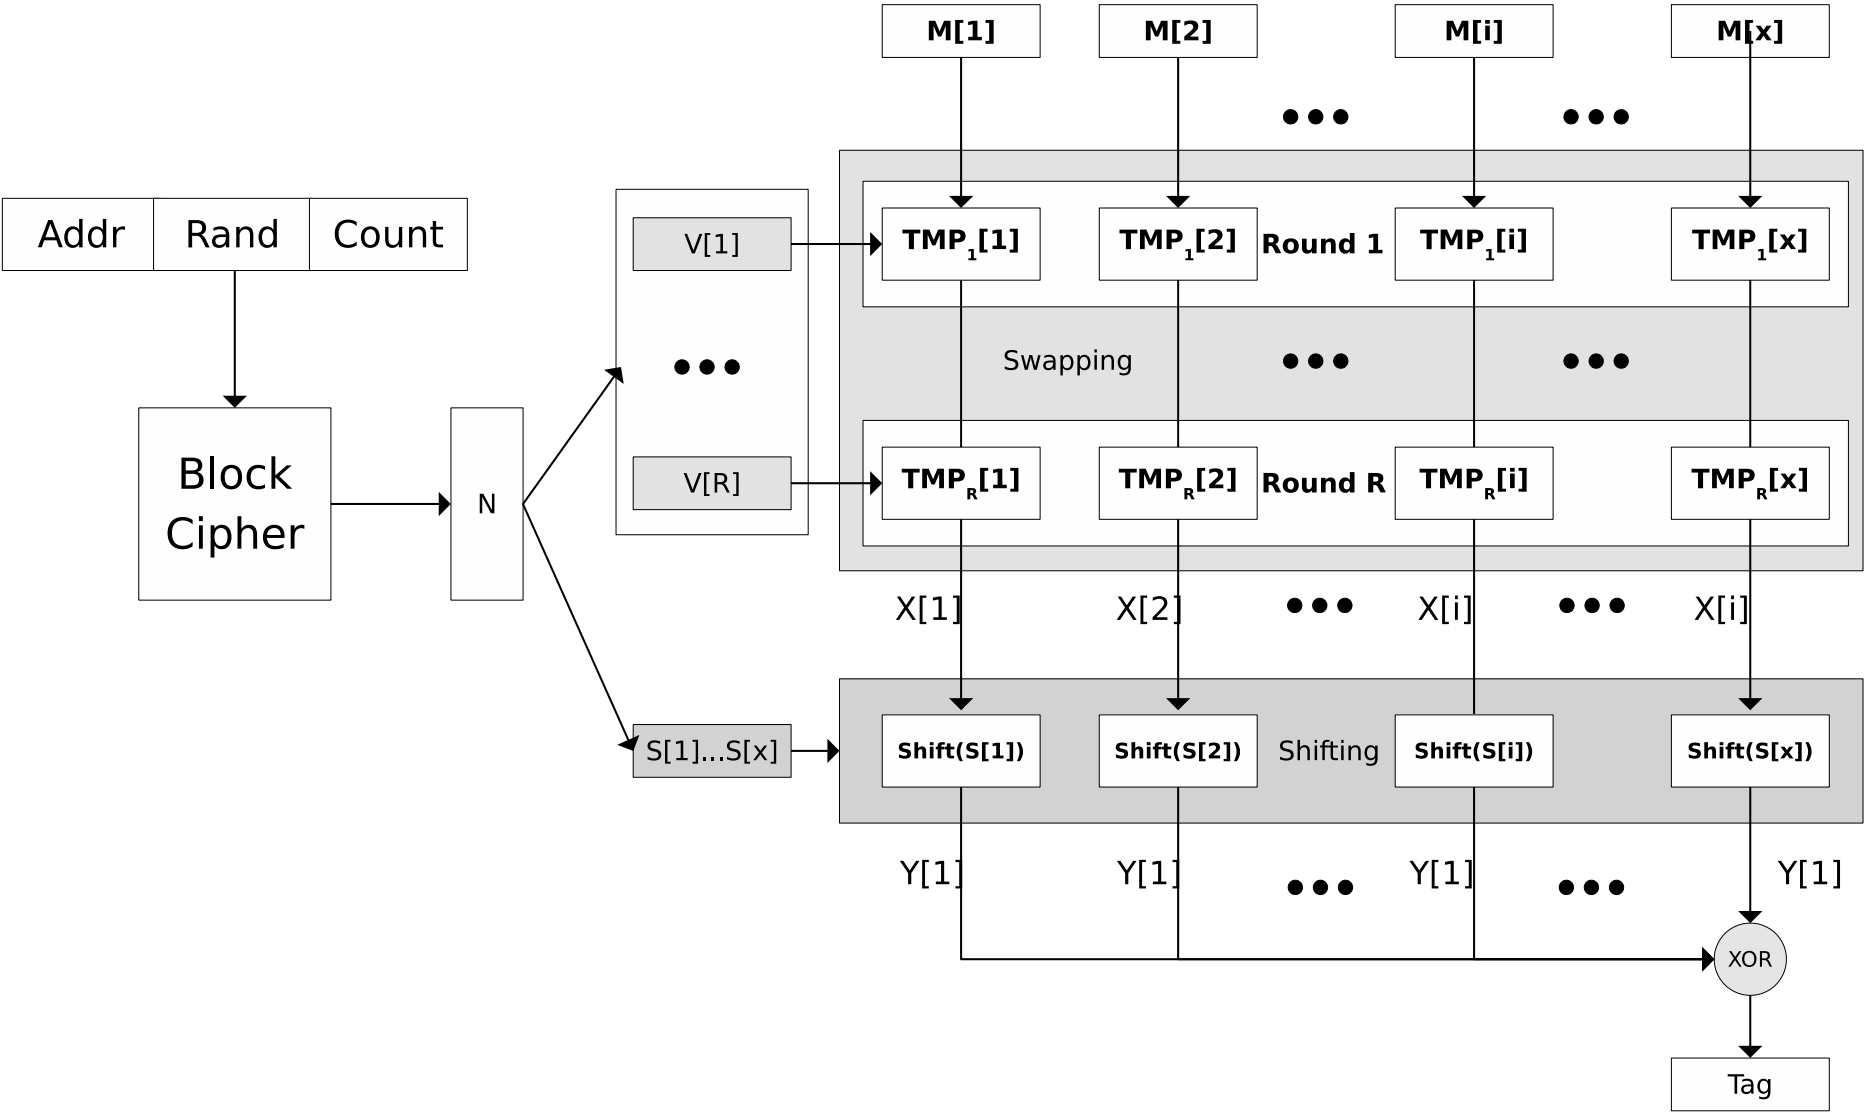 M[1] M[2] M[i] M[x]
Addr Rand Count
V[1] TMP1[1] TMP1[2] Round 1 TMP1[i] TMP1[x]
Swapping
Block
Cipher
N
V[R] TMPR[1] TMPR[2] Round R TMPR[i] TMPR[x]
X[1] X[2] X[i] X[i]
S[1]...S[x] Shift(S[1]) Shift(S[2]) Shifting Shift(S[i]) Shift(S[x])
Y[1] Y[1] Y[1] Y[1]
XOR
Tag